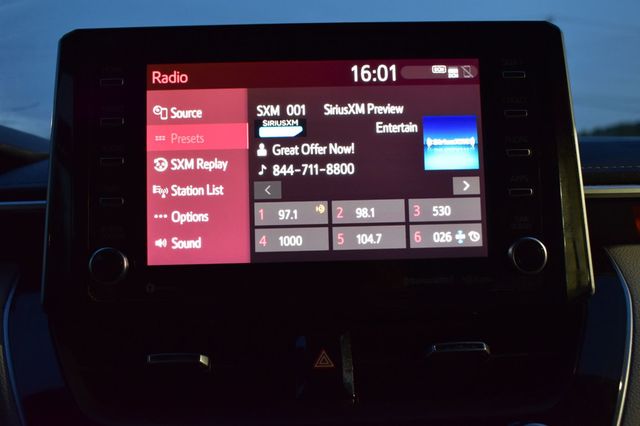 Radio 16:01
Source
Presets
SXM Replay
Station List
Options
Sound
SXM 001 SiriusXM Preview
SIRIUSXM
Entertain
Great Offer Now!
844-711-8800
1 97.1 2 98.1 3 530
4 1000 5 104.7 6 026